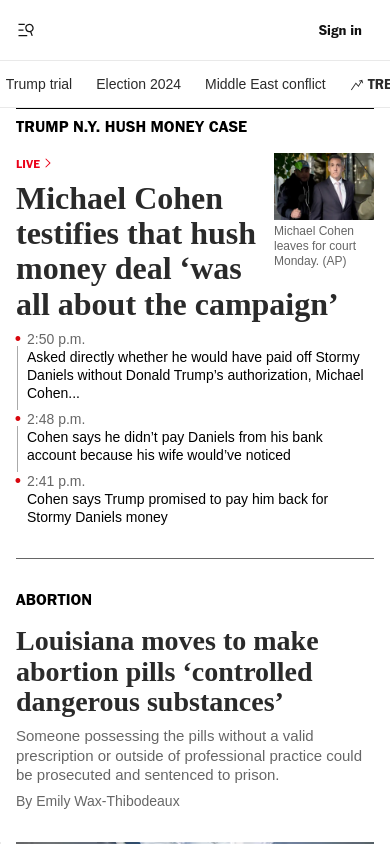 Sign in
Trump trial Election 2024 Middle East conflict TRE
TRUMP N.Y. HUSH MONEY CASE
LIVE
Michael Cohen
testifies that hush
money deal ‘was
all about the campaign’
Michael Cohen
leaves for court
Monday. (AP)
2:50 p.m.
Asked directly whether he would have paid off Stormy
Daniels without Donald Trump’s authorization, Michael
Cohen...
2:48 p.m.
Cohen says he didn’t pay Daniels from his bank
account because his wife would’ve noticed
2:41 p.m.
Cohen says Trump promised to pay him back for
Stormy Daniels money
ABORTION
Louisiana moves to make
abortion pills ‘controlled
dangerous substances’
Someone possessing the pills without a valid
prescription or outside of professional practice could
be prosecuted and sentenced to prison.
By Emily Wax-Thibodeaux